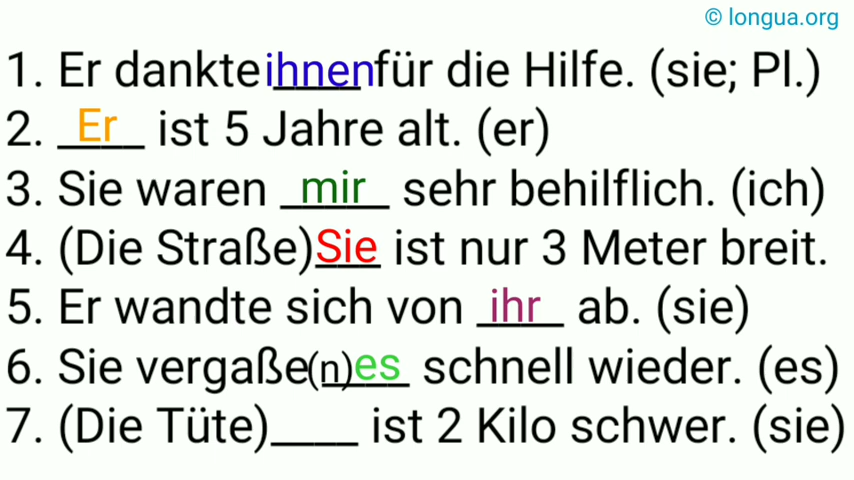 © longua.org
1. Er dankte ihnen für die Hilfe. (sie; Pl.)
2. Er ist 5 Jahre alt. (er)
3. Sie waren mir sehr behilflich. (ich)
4. (Die Straße) Sie ist nur 3 Meter breit.
5. Er wandte sich von ihr ab. (sie)
6. Sie vergaße(n) es schnell wieder. (es)
7. (Die Tüte)____ ist 2 Kilo schwer. (sie)